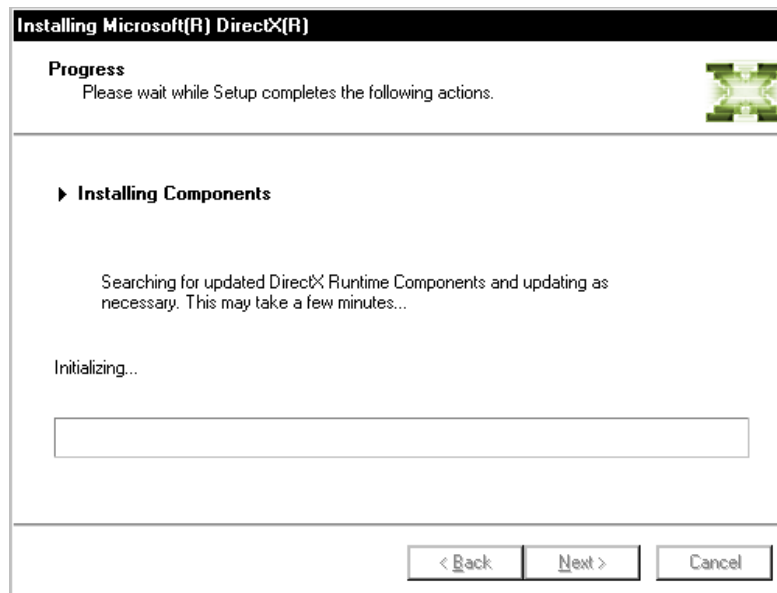 Installing Microsoft(R) DirectX(R)
Progress
Please wait while Setup completes the following actions.
Installing Components
Searching for updated DirectX Runtime Components and updating as
necessary. This may take a few minutes...
Initializing...
< Back Next > Cancel